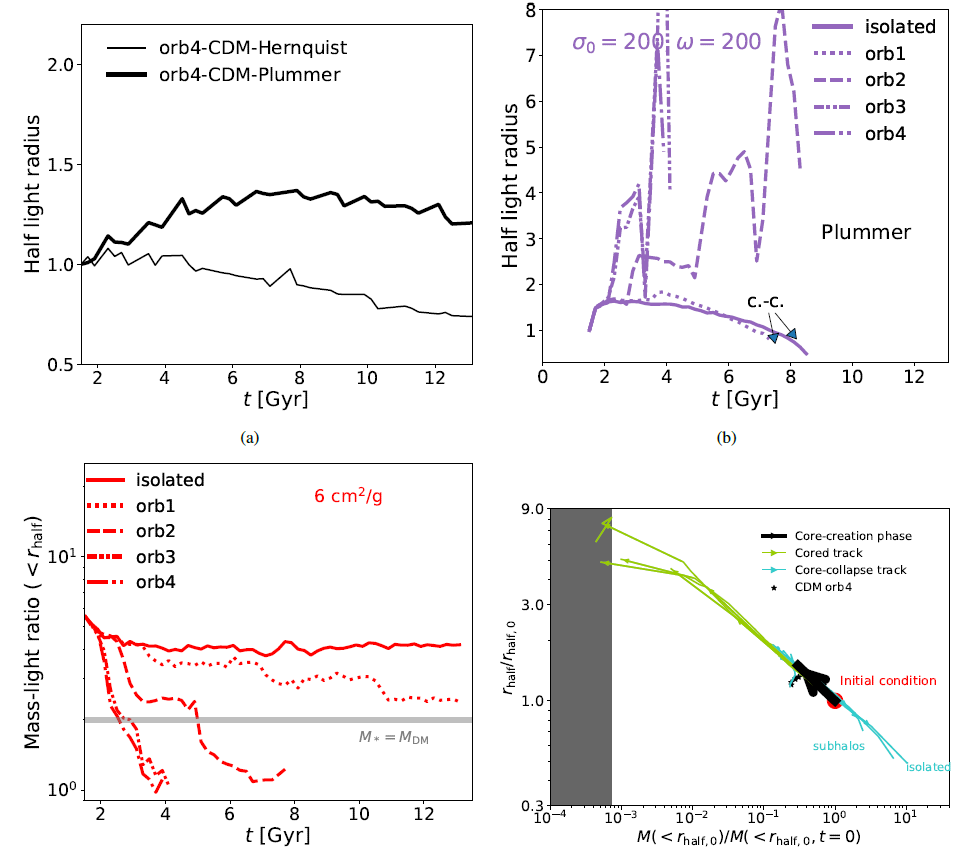 orb4-CDM-Hernquist
orb4-CDM-Plummer
2.0
1.5
1.0
0.5
Half light radius
2 4 6 8 10 12
t [Gyr]
(a)
σ0 = 200 ω = 200
isolated
orb1
orb2
orb3
orb4
Plummer
c.-c.
8
7
6
5
4
3
2
1
Half light radius
0 2 4 6 8 10 12
t [Gyr]
(b)
isolated
orb1
orb2
orb3
orb4
6 cm²/g
M* = MDM
10¹
10⁰
Mass-light ratio (< rhalf)
2 4 6 8 10 12
t [Gyr]
Core-creation phase
Cored track
Core-collapse track
CDM orb4
Initial condition
subhalos
isolated
9.0
3.0
1.0
0.3
rhalf/rhalf, 0
10⁻⁴ 10⁻³ 10⁻² 10⁻¹ 10⁰ 10¹
M(< rhalf, 0)/M(< rhalf, 0, t = 0)